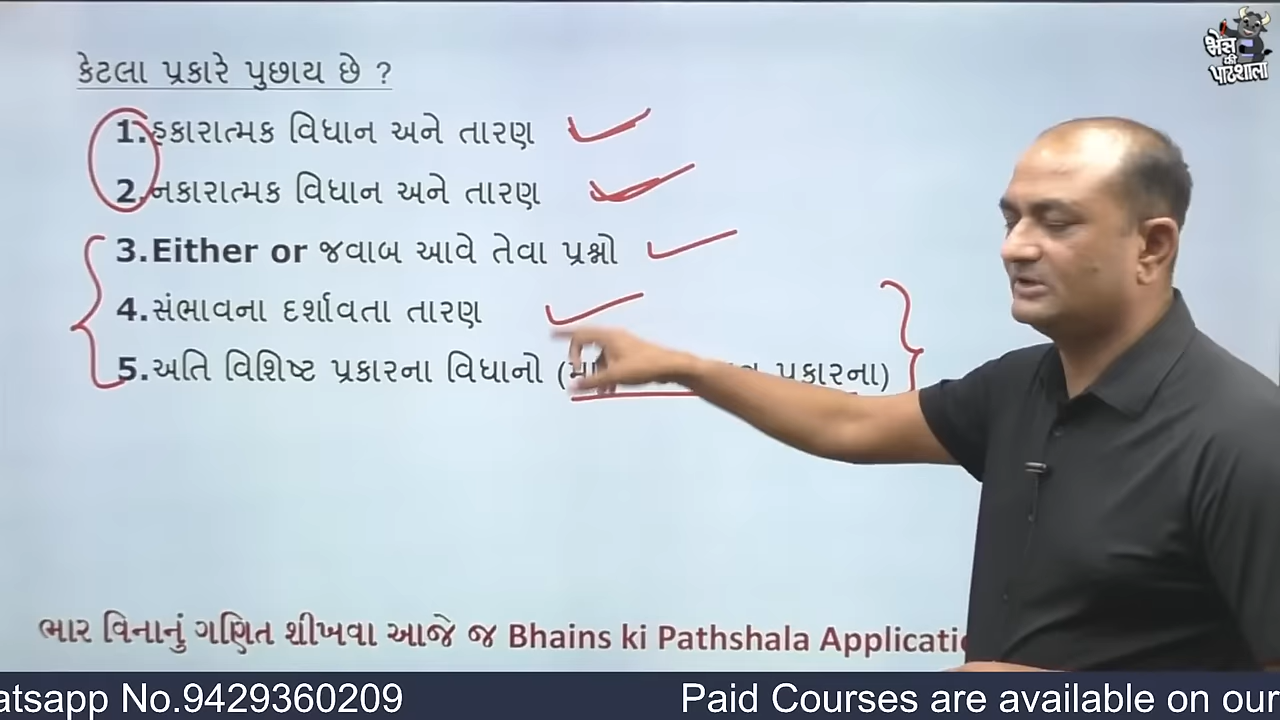 ભેંસ
કી
પાઠશાલા
કેટલા પ્રકારે પુછાય છે ?
1.હકારાત્મક વિધાન અને તારણ
2.નકારાત્મક વિધાન અને તારણ
3.Either or જવાબ આવે તેવા પ્રશ્નો
4.સંભાવના દર્શાવતા તારણ
5.અતિ વિશિષ્ટ પ્રકારના વિધાનો ( પ્રકારના)
ભાર વિનાનું ગણિત શીખવા આજે જ Bhains ki Pathshala
atsapp No.9429360209 Paid Courses are available on our